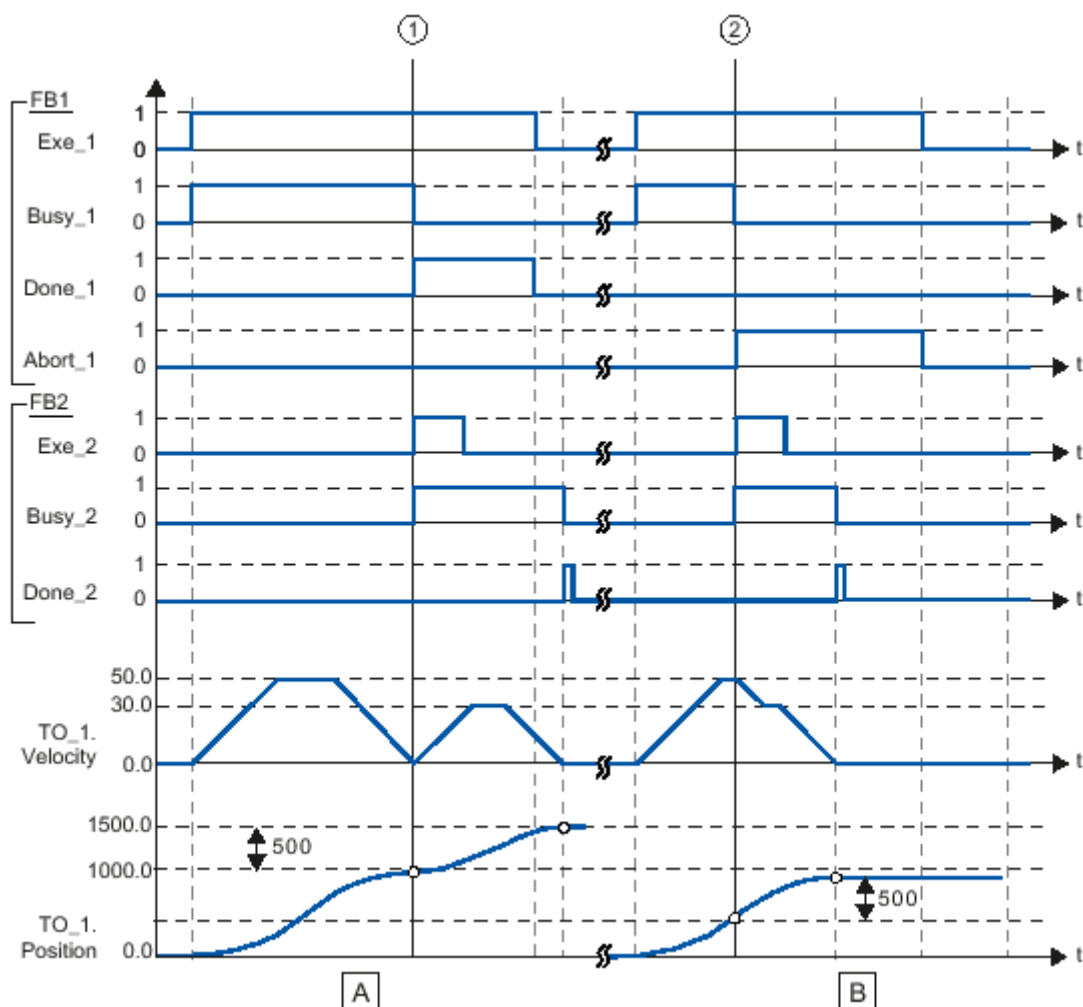 1 2
FB1
1
Exe_1
0
t
1
Busy_1
0
t
1
Done_1
0
t
1
Abort_1
0
t
FB2
1
Exe_2
0
t
1
Busy_2
0
t
1
Done_2
0
t
50.0
30.0
TO_1.
Velocity
0.0
t
1500.0
500
1000.0
500
TO_1.
Position
0.0
t
A B